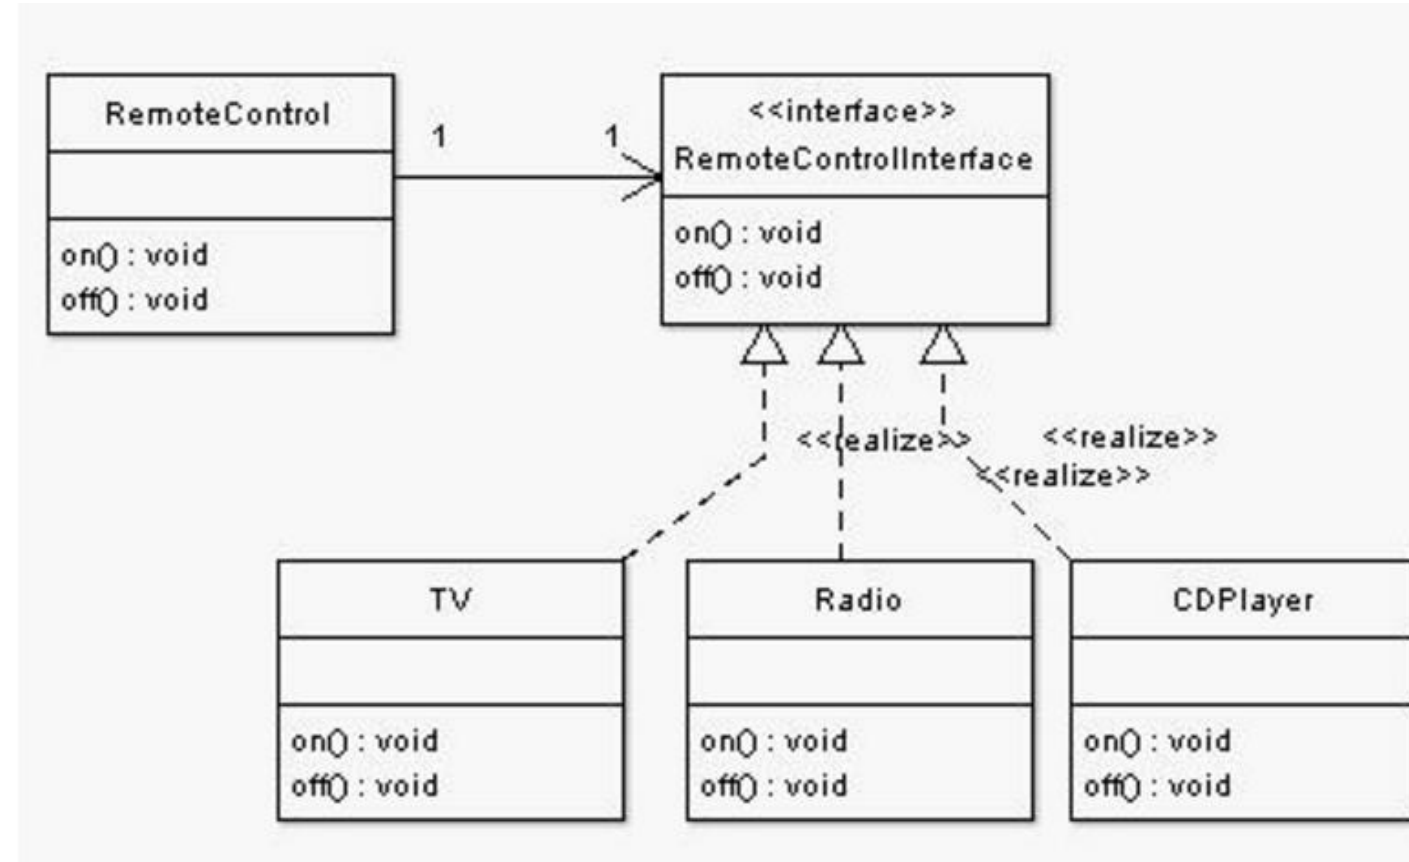 RemoteControl
on() : void
off() : void
1
1
<<interface>>
RemoteControlInterface
on() : void
off() : void
<<realize>>
<<realize>>
<<realize>>
TV
on() : void
off() : void
Radio
on() : void
off() : void
CDPlayer
on() : void
off() : void